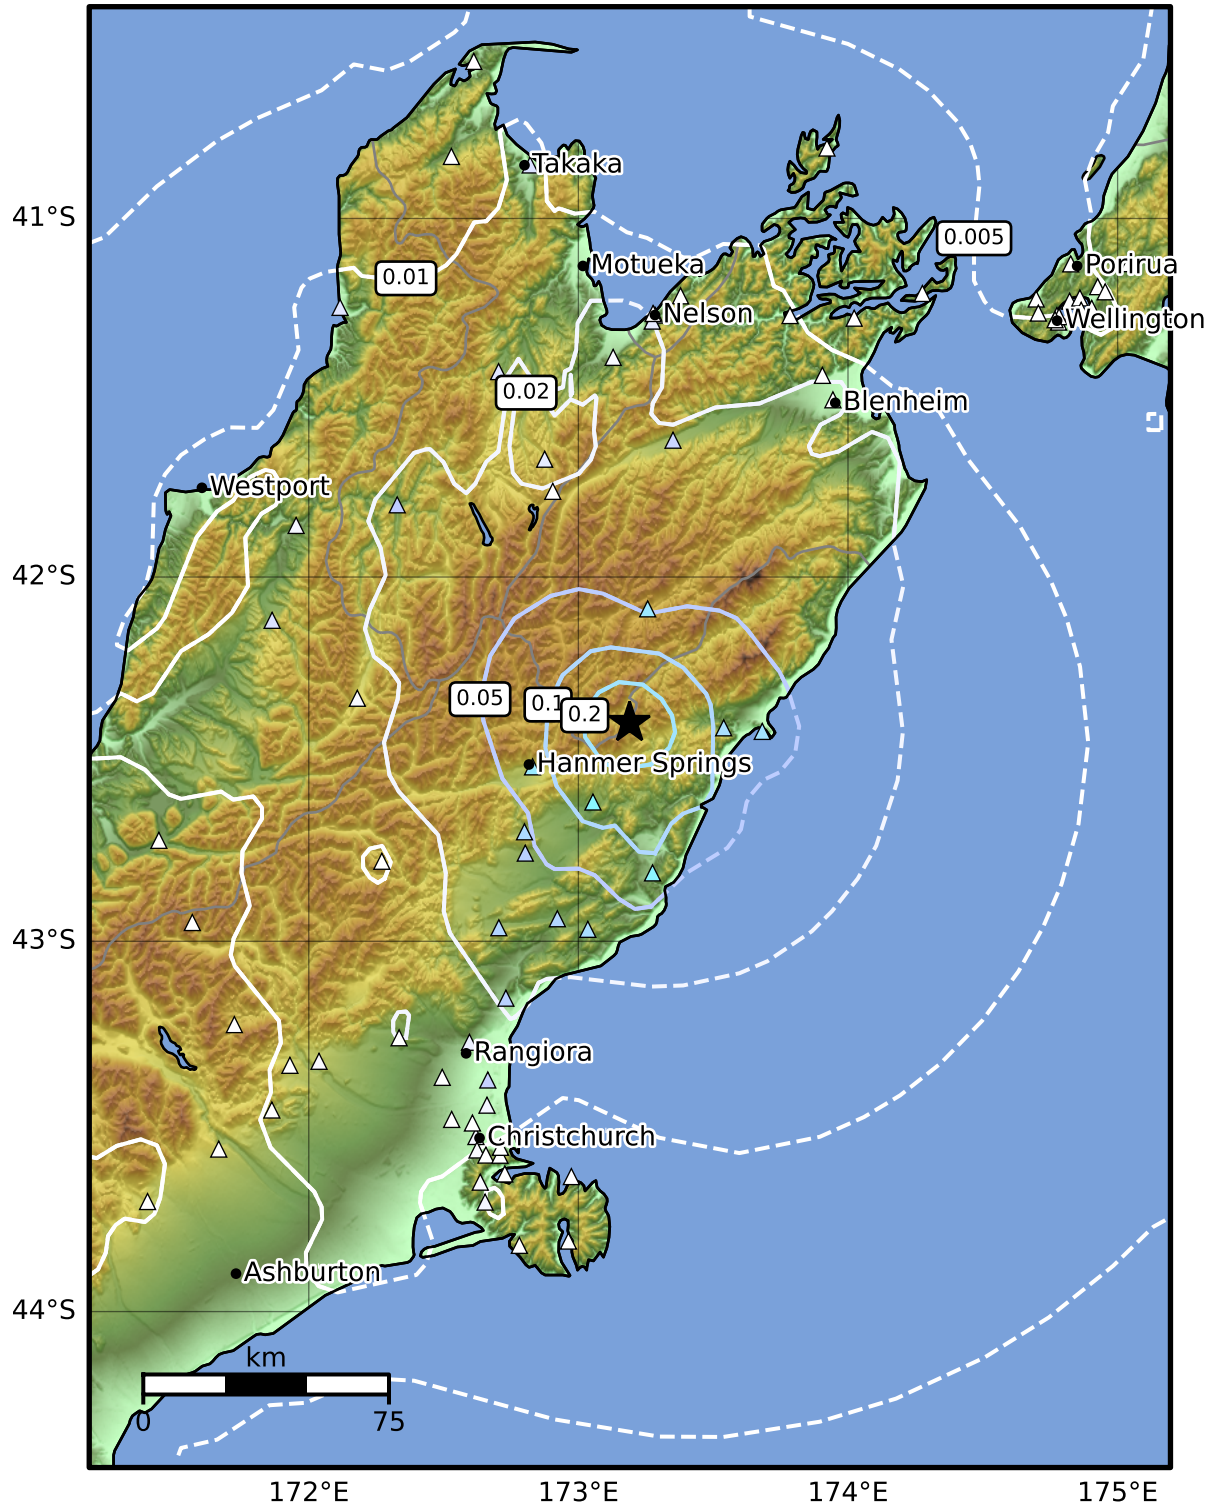 Takaka
41°S
0.005
0.01
Motueka
Porirua
Nelson
Wellington
0.02
Blenheim
Westport
42°S
0.05
0.1
0.2
Hanmer Springs
43°S
Rangiora
Christchurch
Ashburton
44°S
km
0
75
172°E
173°E
174°E
175°E